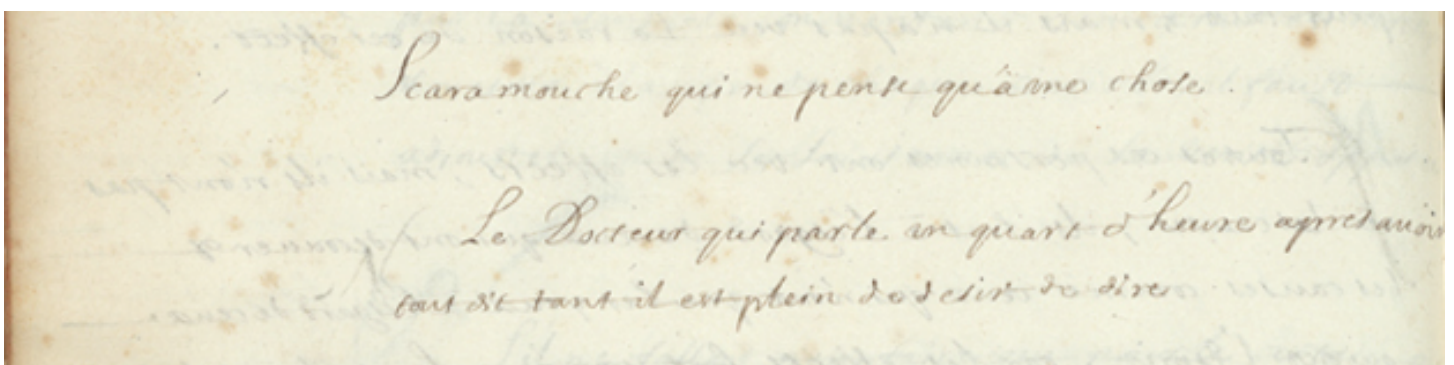 Scaramouche qui ne pense qu'à une chose.
Le Docteur qui parle un quart d'heure apres avoir
tout dit tant il est plein de desir de dire